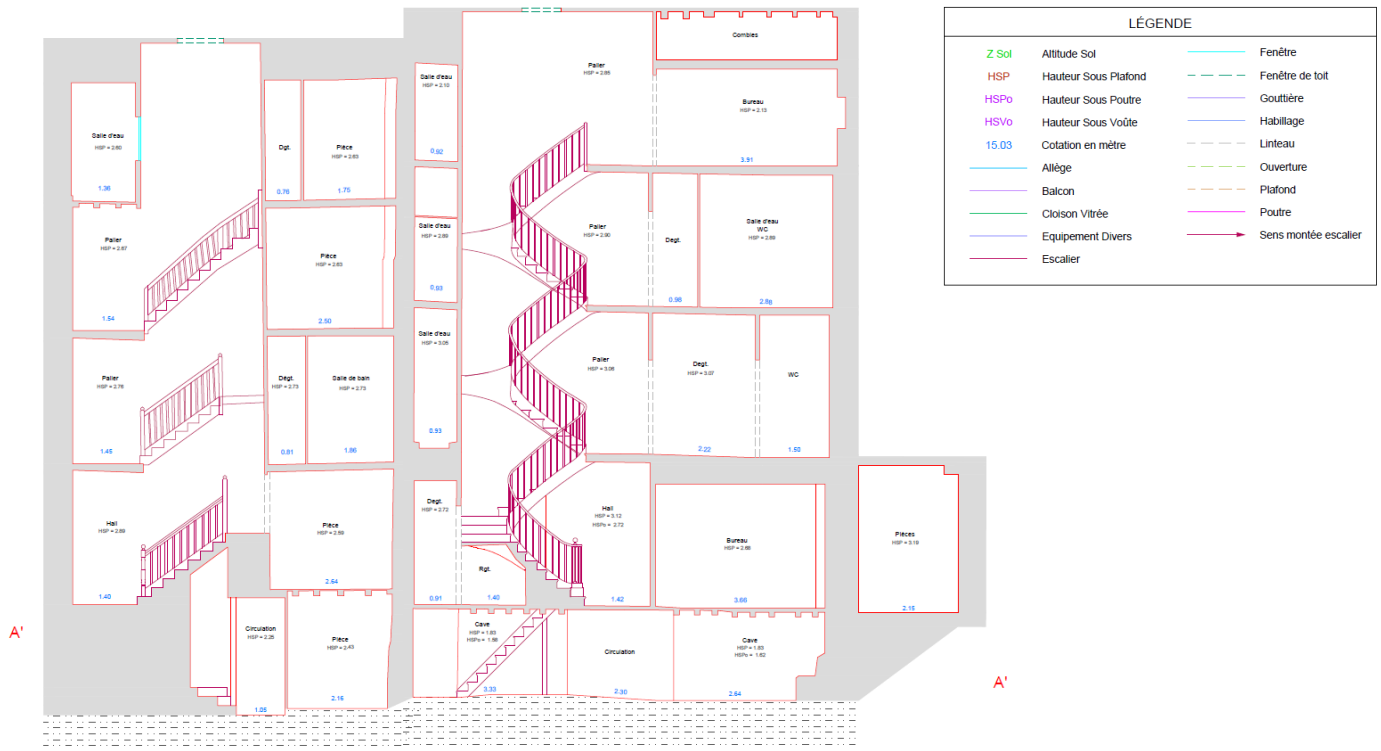 LÉGENDE
Z Sol Altitude Sol
HSP Hauteur Sous Plafond
HSPo Hauteur Sous Poutre
HSVo Hauteur Sous Voûte
15.03 Cotation en mètre
Allège
Balcon
Cloison Vitrée
Equipement Divers
Escalier
Fenêtre
Fenêtre de toit
Gouttière
Habillage
Linteau
Ouverture
Plafond
Poutre
Sens montée escalier
Salle d'eau
HSP = 2.60
1.36
Dgt.
0.76
Pièce
HSP = 2.63
1.75
Palier
HSP = 2.87
1.54
Pièce
HSP = 2.63
2.50
Palier
HSP = 2.76
1.45
Dégt.
HSP = 2.73
0.81
Salle de bain
HSP = 2.73
1.86
Hall
HSP = 2.89
1.40
Pièce
HSP = 2.59
2.64
Circulation
HSP = 2.25
1.05
Pièce
HSP = 2.43
2.16
Salle d'eau
HSP = 2.10
0.92
Palier
HSP = 2.85
Combles
Bureau
HSP = 2.13
3.91
Salle d'eau
HSP = 2.89
0.93
Palier
HSP = 2.90
Degt.
0.98
Salle d'eau
WC
HSP = 2.89
2.88
Salle d'eau
HSP = 3.05
0.93
Palier
HSP = 3.06
Degt.
HSP = 3.07
2.22
WC
1.50
Degt.
HSP = 2.72
0.91
Rgt.
1.40
Hall
HSP = 3.12
HSPo = 2.72
1.42
Bureau
HSP = 2.68
3.66
Pièces
HSP = 3.19
2.16
Cave
HSP = 1.83
HSPo = 1.58
3.33
Circulation
2.30
Cave
HSP = 1.83
HSPo = 1.62
2.64
A'
A'